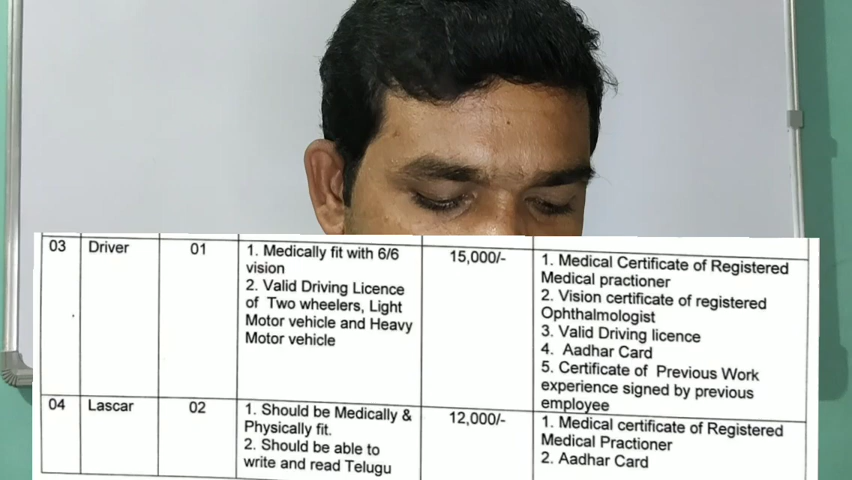 03 Driver 01 1. Medically fit with 6/6 15,000/- 1. Medical Certificate of Registered
vision Medical practioner
2. Valid Driving Licence 2. Vision certificate of registered
of Two wheelers, Light Ophthalmologist
Motor vehicle and Heavy 3. Valid Driving licence
Motor vehicle 4. Aadhar Card
5. Certificate of Previous Work
experience signed by previous
employee
04 Lascar 02 1. Should be Medically & 12,000/- 1. Medical certificate of Registered
Physically fit. Medical Practioner
2. Should be able to 2. Aadhar Card
write and read Telugu